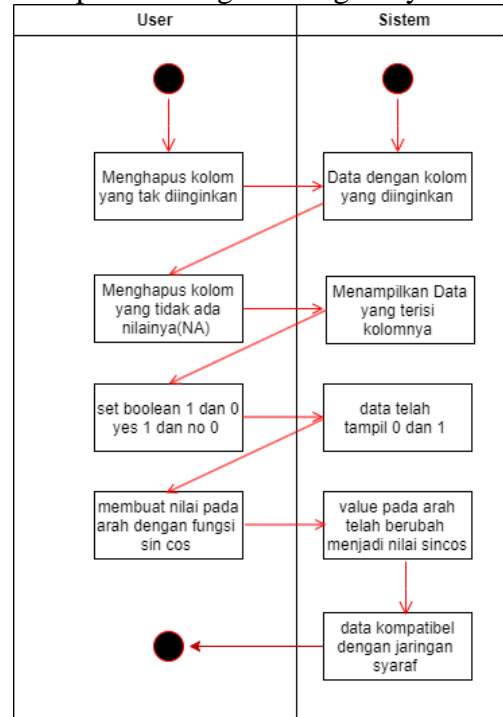 User
Sistem
Menghapus kolom
yang tak diinginkan
Data dengan kolom
yang diinginkan
Menghapus kolom
yang tidak ada
nilainya(NA)
Menampilkan Data
yang terisi
kolomnya
set boolean 1 dan 0
yes 1 dan no 0
data telah
tampil 0 dan 1
membuat nilai pada
arah dengan fungsi
sin cos
value pada arah
telah berubah
menjadi nilai sincos
data kompatibel
dengan jaringan
syaraf